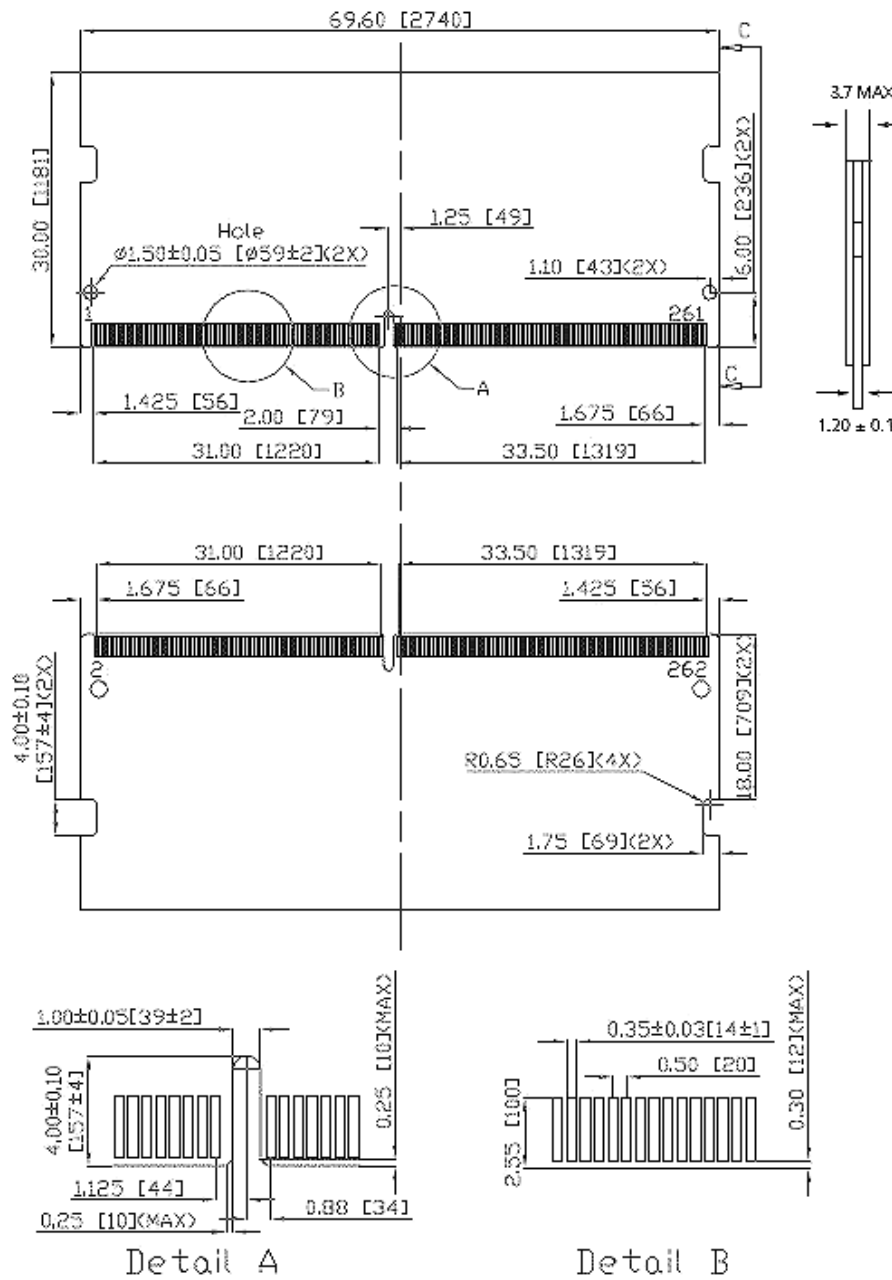 69.60 [2740]
C
3.7 MAX
30.00 [1181]
6.00 [236](2X)
1.25 [49]
Hole
Ø1.50±0.05 [Ø59±2](2X)
1.10 [43](2X)
1
261
C
B
A
1.425 [56]
2.00 [79]
1.675 [66]
31.00 [1220]
33.50 [1319]
1.20 ± 0.1
31.00 [1220]
33.50 [1319]
1.675 [66]
1.425 [56]
2
262
4.00±0.10
[157±4](2X)
18.00 [709](2X)
R0.65 [R26](4X)
1.75 [69](2X)
1.00±0.05[39±2]
0.25 [10](MAX)
4.00±0.10
[157±4]
1.125 [44]
0.88 [34]
0.25 [10](MAX)
Detail A
0.35±0.03[14±1]
0.50 [20]
0.30 [12](MAX)
2.55 [100]
Detail B